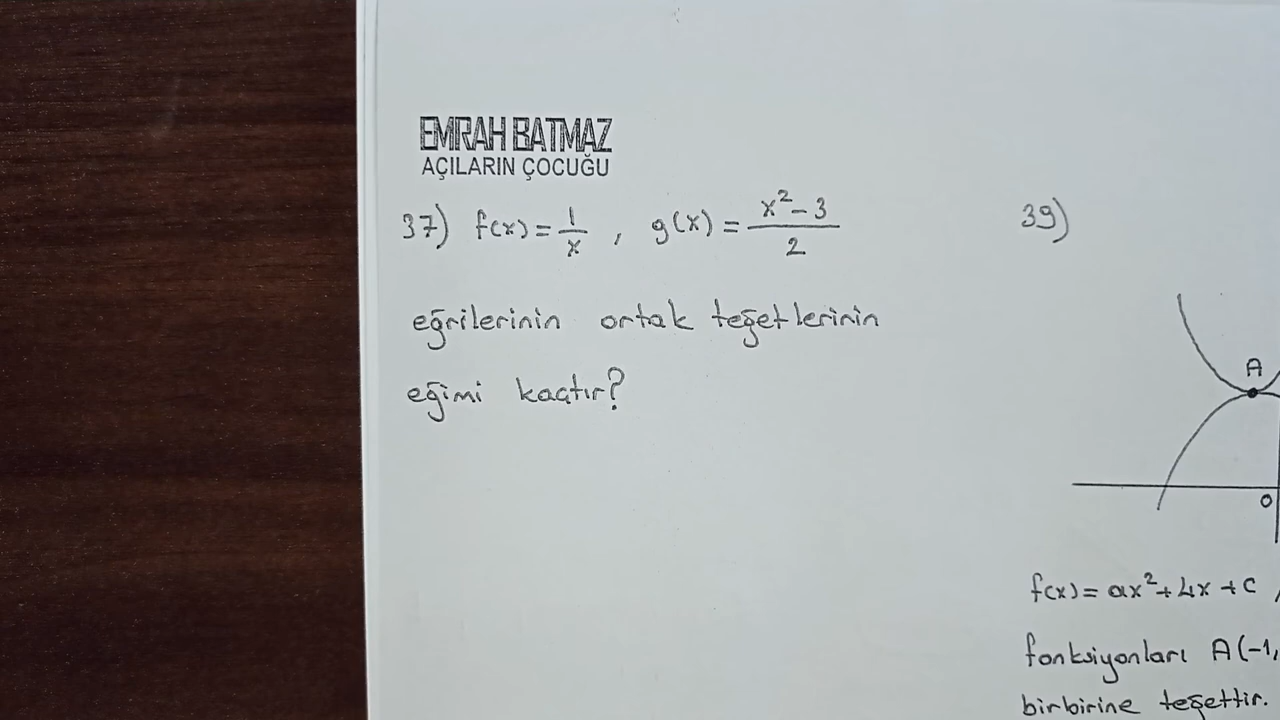 EMRAH BATMAZ
AÇILARIN ÇOCUĞU
37) f(x) = 1/x , g(x) = (x² - 3)/2
eğrilerinin ortak teğetlerinin
eğimi kaçtır?
39)
A
O
f(x) = ax² + 4x + c
fonksiyonları A(-1,
birbirine teğettir.